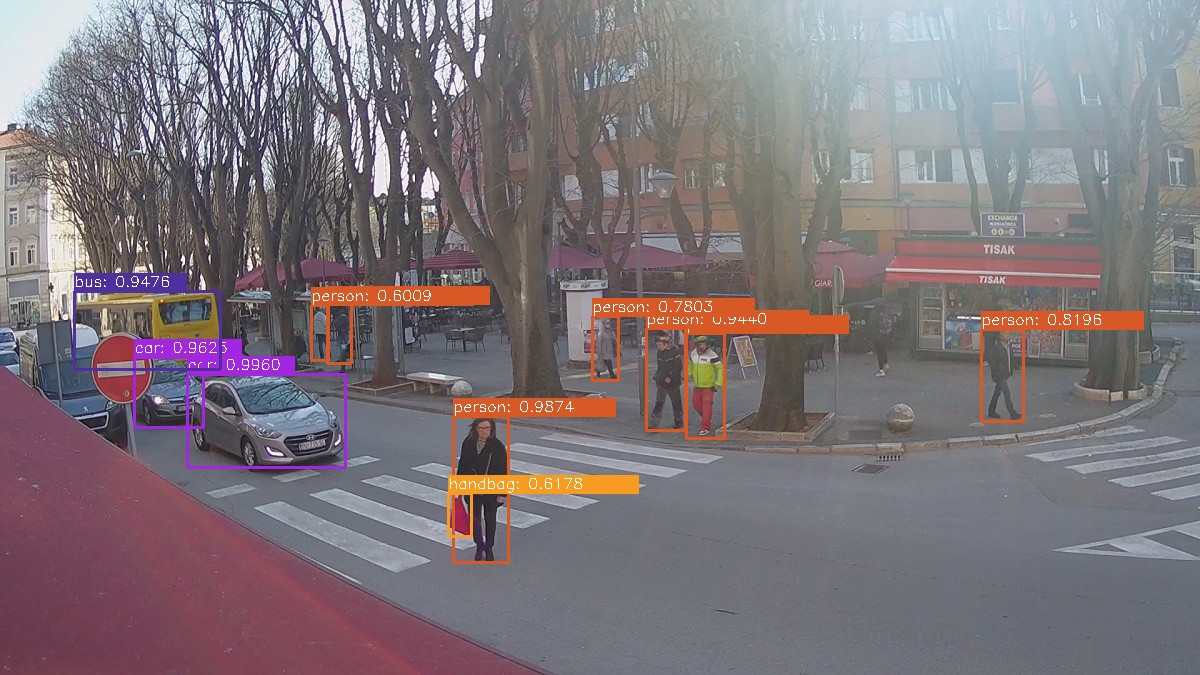 EXCHANGE
TISAK
TISAK
bus: 0.9476
person: 0.6009
person: 0.7803
person: 0.9440
person: 0.8196
car: 0.9625
car: 0.9960
person: 0.9874
handbag: 0.6178